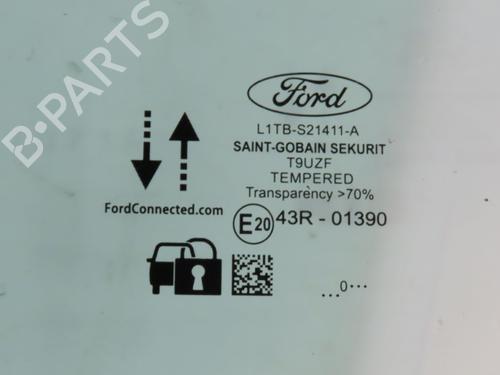 B-PARTS
Ford
L1TB-S21411-A
SAINT-GOBAIN SEKURIT
T9UZF
TEMPERED
Transparency >70%
FordConnected.com
E20 43R - 01390
...0...